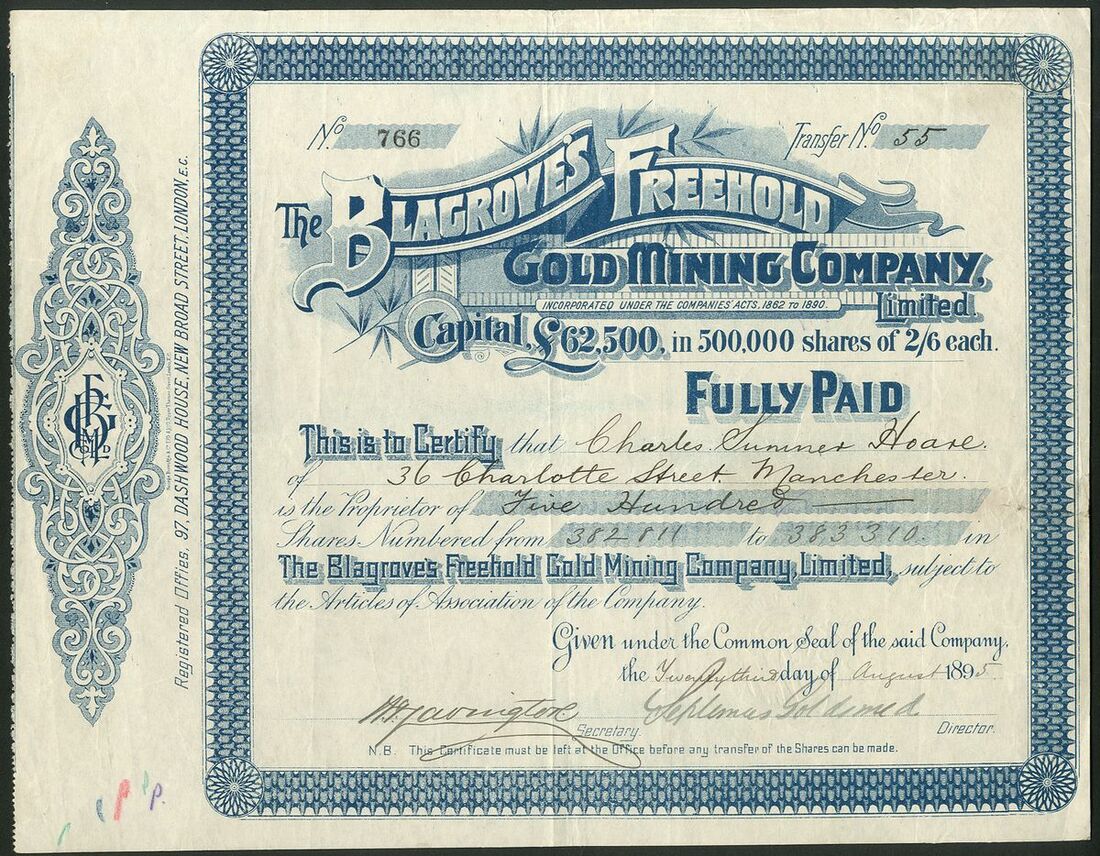 No. 766
Transfer No. 55
The Blagrove's Freehold
Gold Mining Company,
Limited.
Incorporated under the Companies' Acts, 1862 to 1890.
Capital, £62,500, in 500,000 shares of 2/6 each.
Fully Paid
This is to Certify that Charles Sumner Hoare.
of 36 Charlotte Street. Manchester.
is the Proprietor of Five Hundred
Shares Numbered from 382811 to 383310. in
The Blagrove's Freehold Gold Mining Company, Limited, subject to
the Articles of Association of the Company.
Given under the Common Seal of the said Company,
the Twenty third day of August 1895.
Secretary.
Director.
N.B. This Certificate must be left at the Office before any transfer of the Shares can be made.
Registered Offies, 97, Dashwood House, New Broad Street, London, E.C.